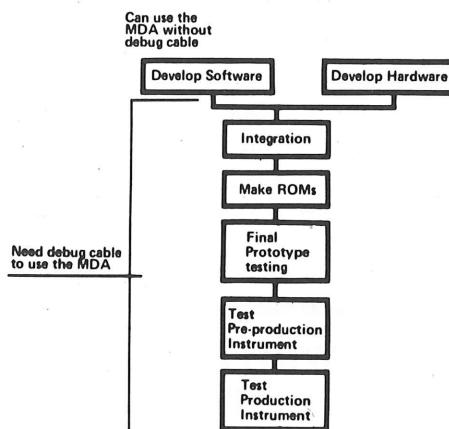 Can use the
MDA without
debug cable
Develop Software
Develop Hardware
Integration
Make ROMs
Final
Prototype
testing
Need debug cable
to use the MDA
Test
Pre-production
Instrument
Test
Production
Instrument